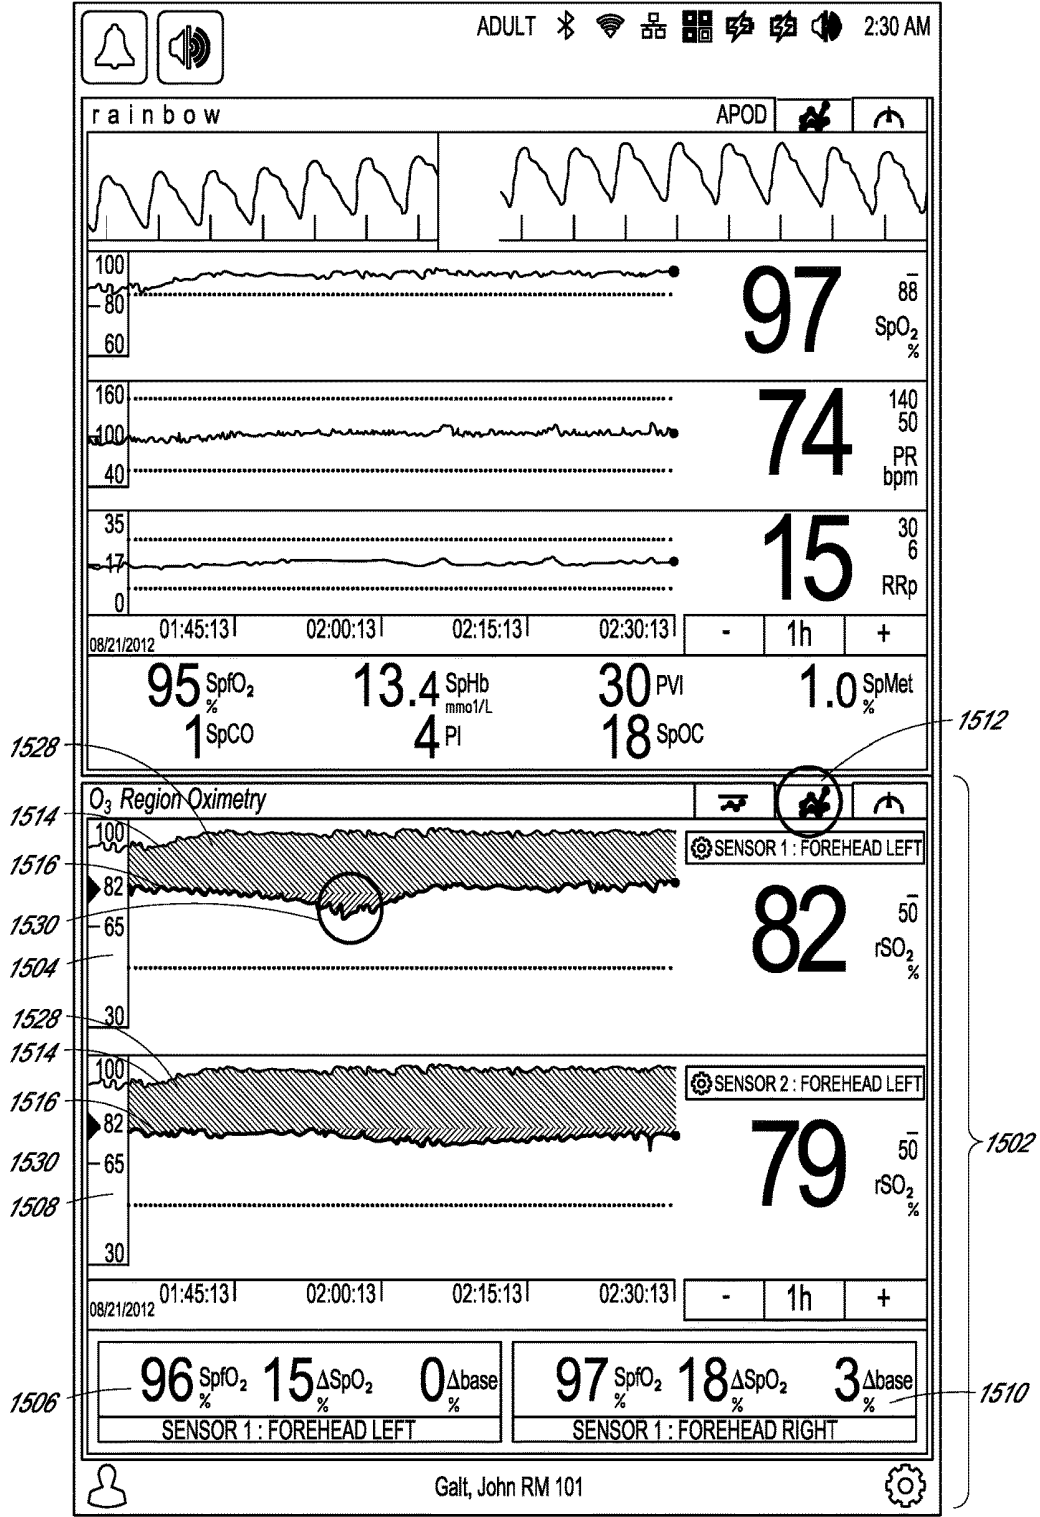 ADULT 2:30 AM
rainbow APOD
100
80
60
97 88 SpO2 %
160
100
40
74 140 50 PR bpm
35
17
0
15 30 6 RRp
08/21/2012 01:45:13 02:00:13 02:15:13 02:30:13 - 1h +
95 SpfO2 % 13.4 SpHb mmo1/L 30 PVI 1.0 SpMet %
1 SpCO 4 PI 18 SpOC
1512
1528
O3 Region Oximetry
1514
100
SENSOR 1 : FOREHEAD LEFT
1516
82
1530
65
82 50 rSO2 %
1504
30
1528
1514
100
SENSOR 2 : FOREHEAD LEFT
1516
82
1502
1530
65
79 50 rSO2 %
1508
30
08/21/2012 01:45:13 02:00:13 02:15:13 02:30:13 - 1h +
96 SpfO2 % 15 ΔSpO2 % 0 Δbase %
97 SpfO2 % 18 ΔSpO2 % 3 Δbase %
1506
1510
SENSOR 1 : FOREHEAD LEFT
SENSOR 1 : FOREHEAD RIGHT
Galt, John RM 101